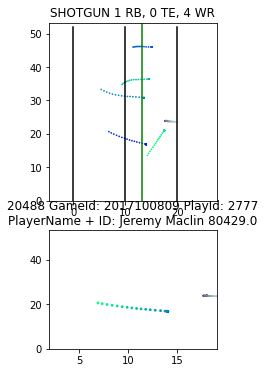 SHOTGUN 1 RB, 0 TE, 4 WR
50
40
30
20
10
0
0 10 20
20488 GameId: 2017100809 PlayId: 2777
PlayerName + ID: Jeremy Maclin 80429.0
40
20
0
5 10 15